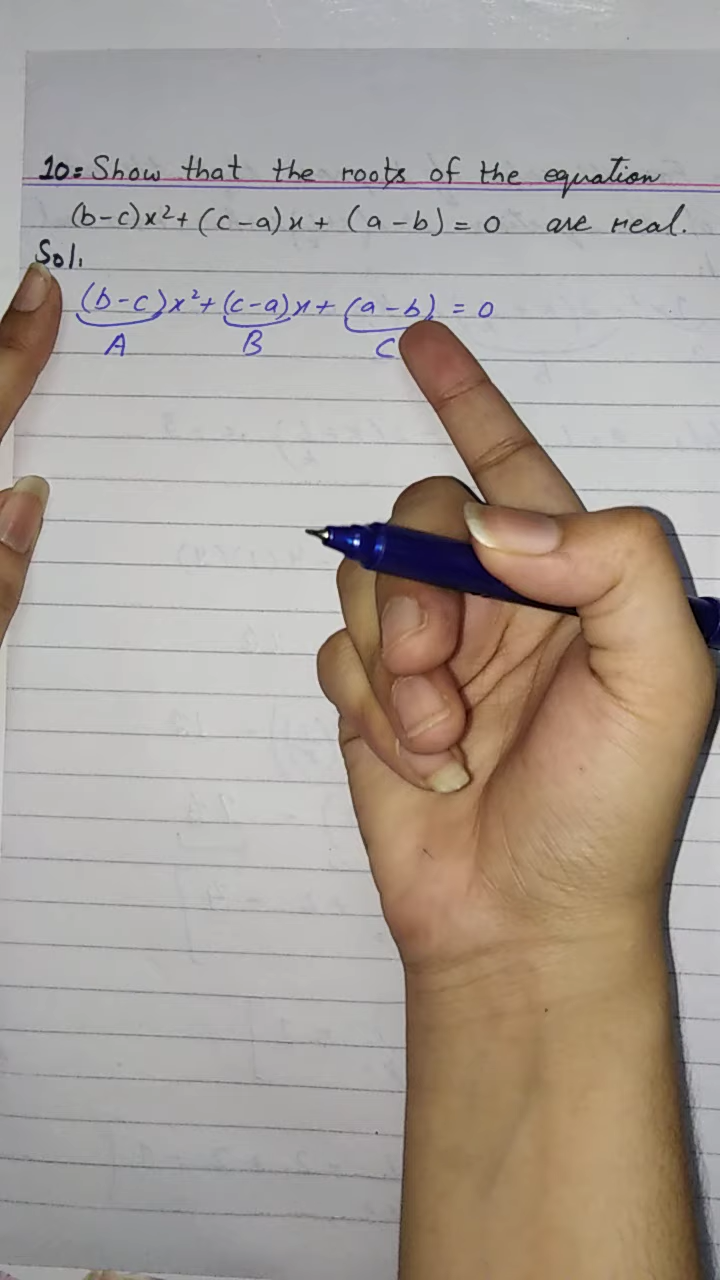 10: Show that the roots of the equation
(b-c)x²+(c-a)x+(a-b)=0 are real.
Sol.
(b-c)x²+(c-a)x+(a-b)=0
A B C